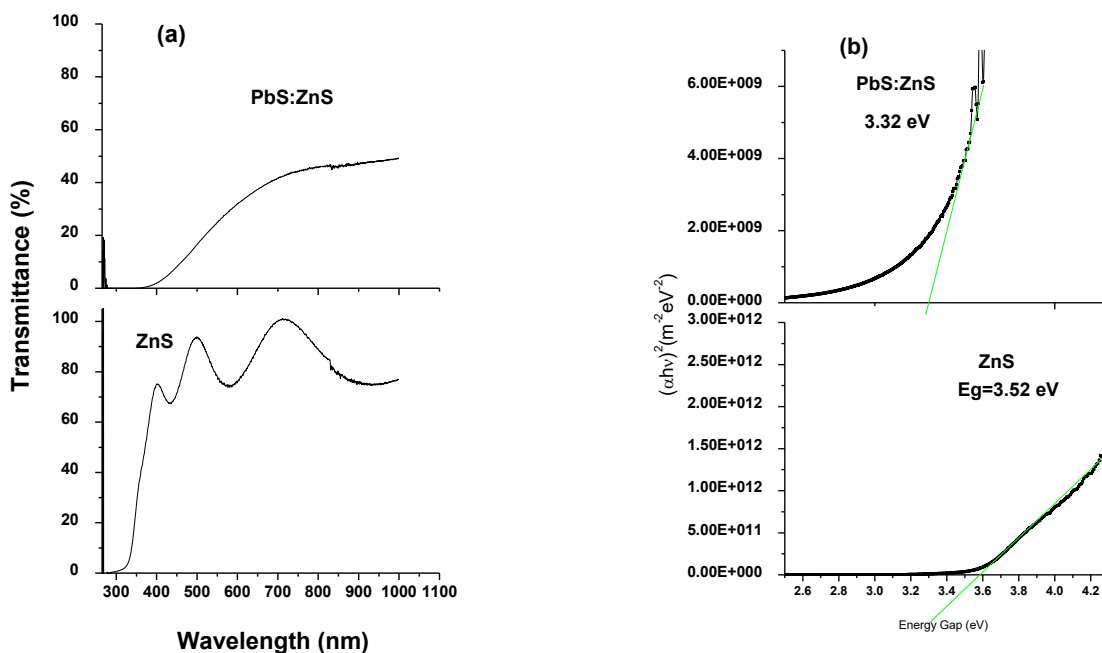 (a)
Transmittance (%)
100
80
60
40
20
0
PbS:ZnS
100
80
60
40
20
0
ZnS
300 400 500 600 700 800 900 1000 1100
Wavelength (nm)
(b)
(αhν)²(m⁻²eV⁻²)
6.00E+009
4.00E+009
2.00E+009
0.00E+000
PbS:ZnS
3.32 eV
3.00E+012
2.50E+012
2.00E+012
1.50E+012
1.00E+012
5.00E+011
0.00E+000
ZnS
Eg=3.52 eV
2.6 2.8 3.0 3.2 3.4 3.6 3.8 4.0 4.2
Energy Gap (eV)